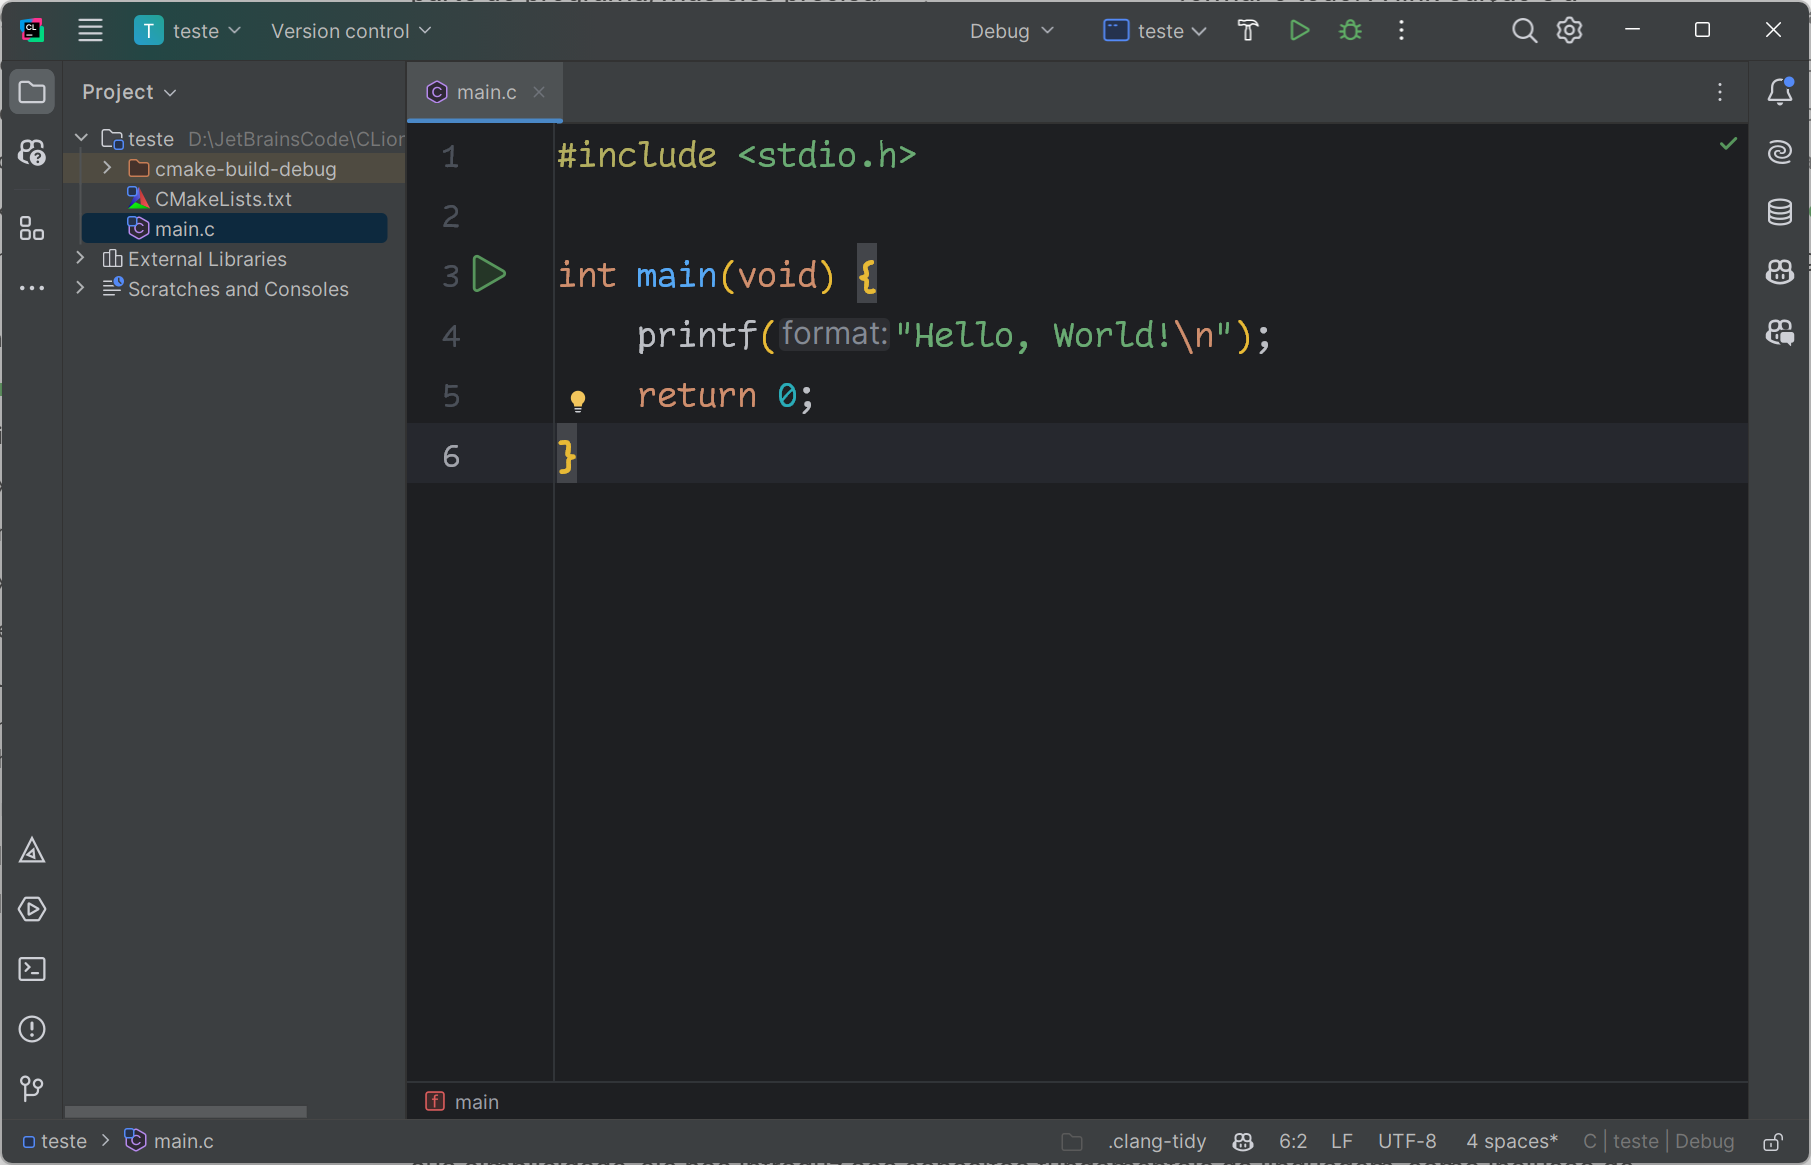 CL
T teste
Version control
Debug
teste
Project
main.c
teste D:\JetBrainsCode\CLion
cmake-build-debug
CMakeLists.txt
main.c
External Libraries
Scratches and Consoles
1 #include <stdio.h>
2
3 int main(void) {
4 printf(format:"Hello, World!\n");
5 return 0;
6 }
f main
teste > main.c
.clang-tidy
6:2
LF
UTF-8
4 spaces*
C | teste | Debug